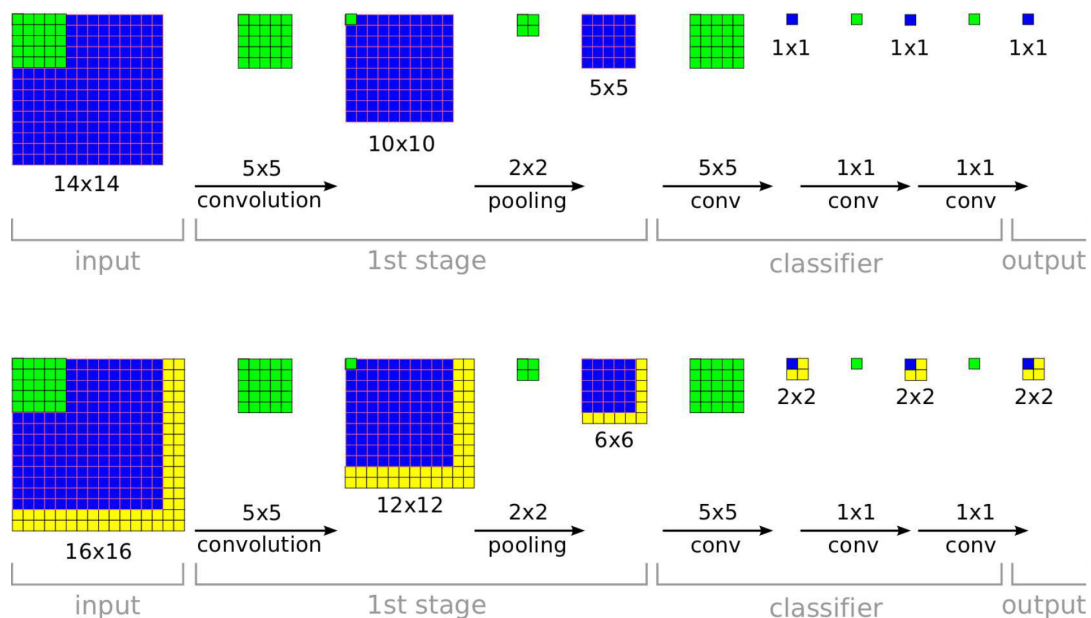 1x1 1x1 1x1
5x5
10x10
14x14
5x5 2x2 5x5 1x1 1x1
convolution pooling conv conv conv
input 1st stage classifier output
2x2 2x2 2x2
6x6
12x12
16x16
5x5 2x2 5x5 1x1 1x1
convolution pooling conv conv conv
input 1st stage classifier output